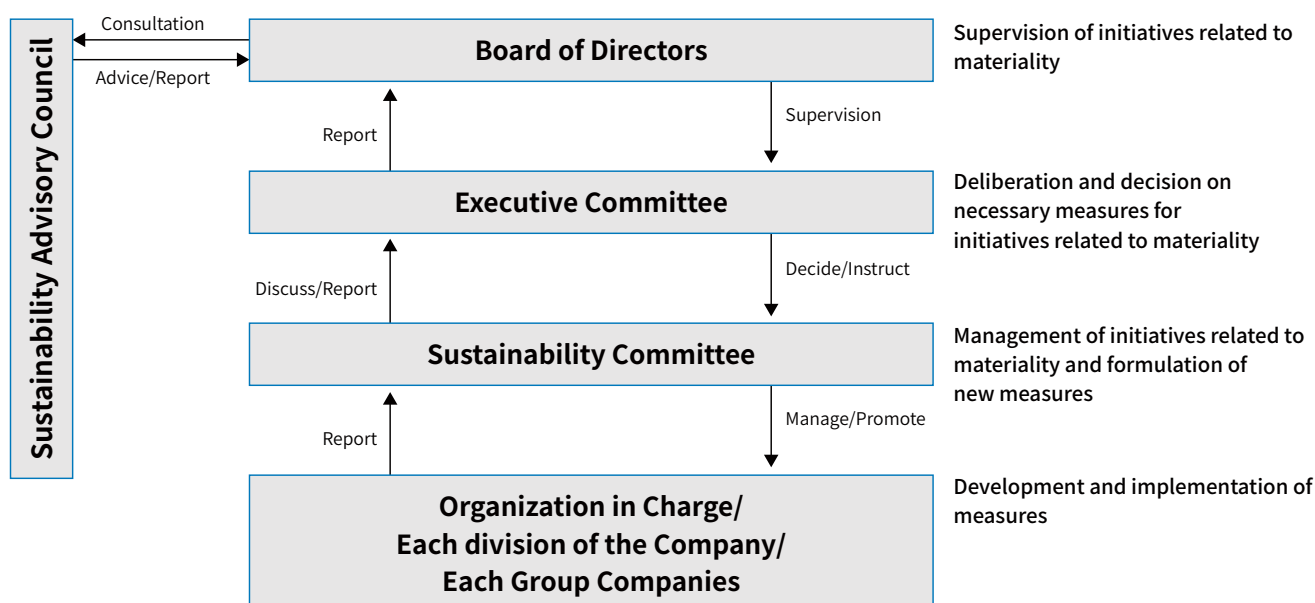 Sustainability Advisory Council
Consultation
Advice/Report
Board of Directors
Supervision of initiatives related to
materiality
Report
Supervision
Executive Committee
Deliberation and decision on
necessary measures for
initiatives related to materiality
Discuss/Report
Decide/Instruct
Sustainability Committee
Management of initiatives related to
materiality and formulation of
new measures
Report
Manage/Promote
Organization in Charge/
Each division of the Company/
Each Group Companies
Development and implementation of
measures